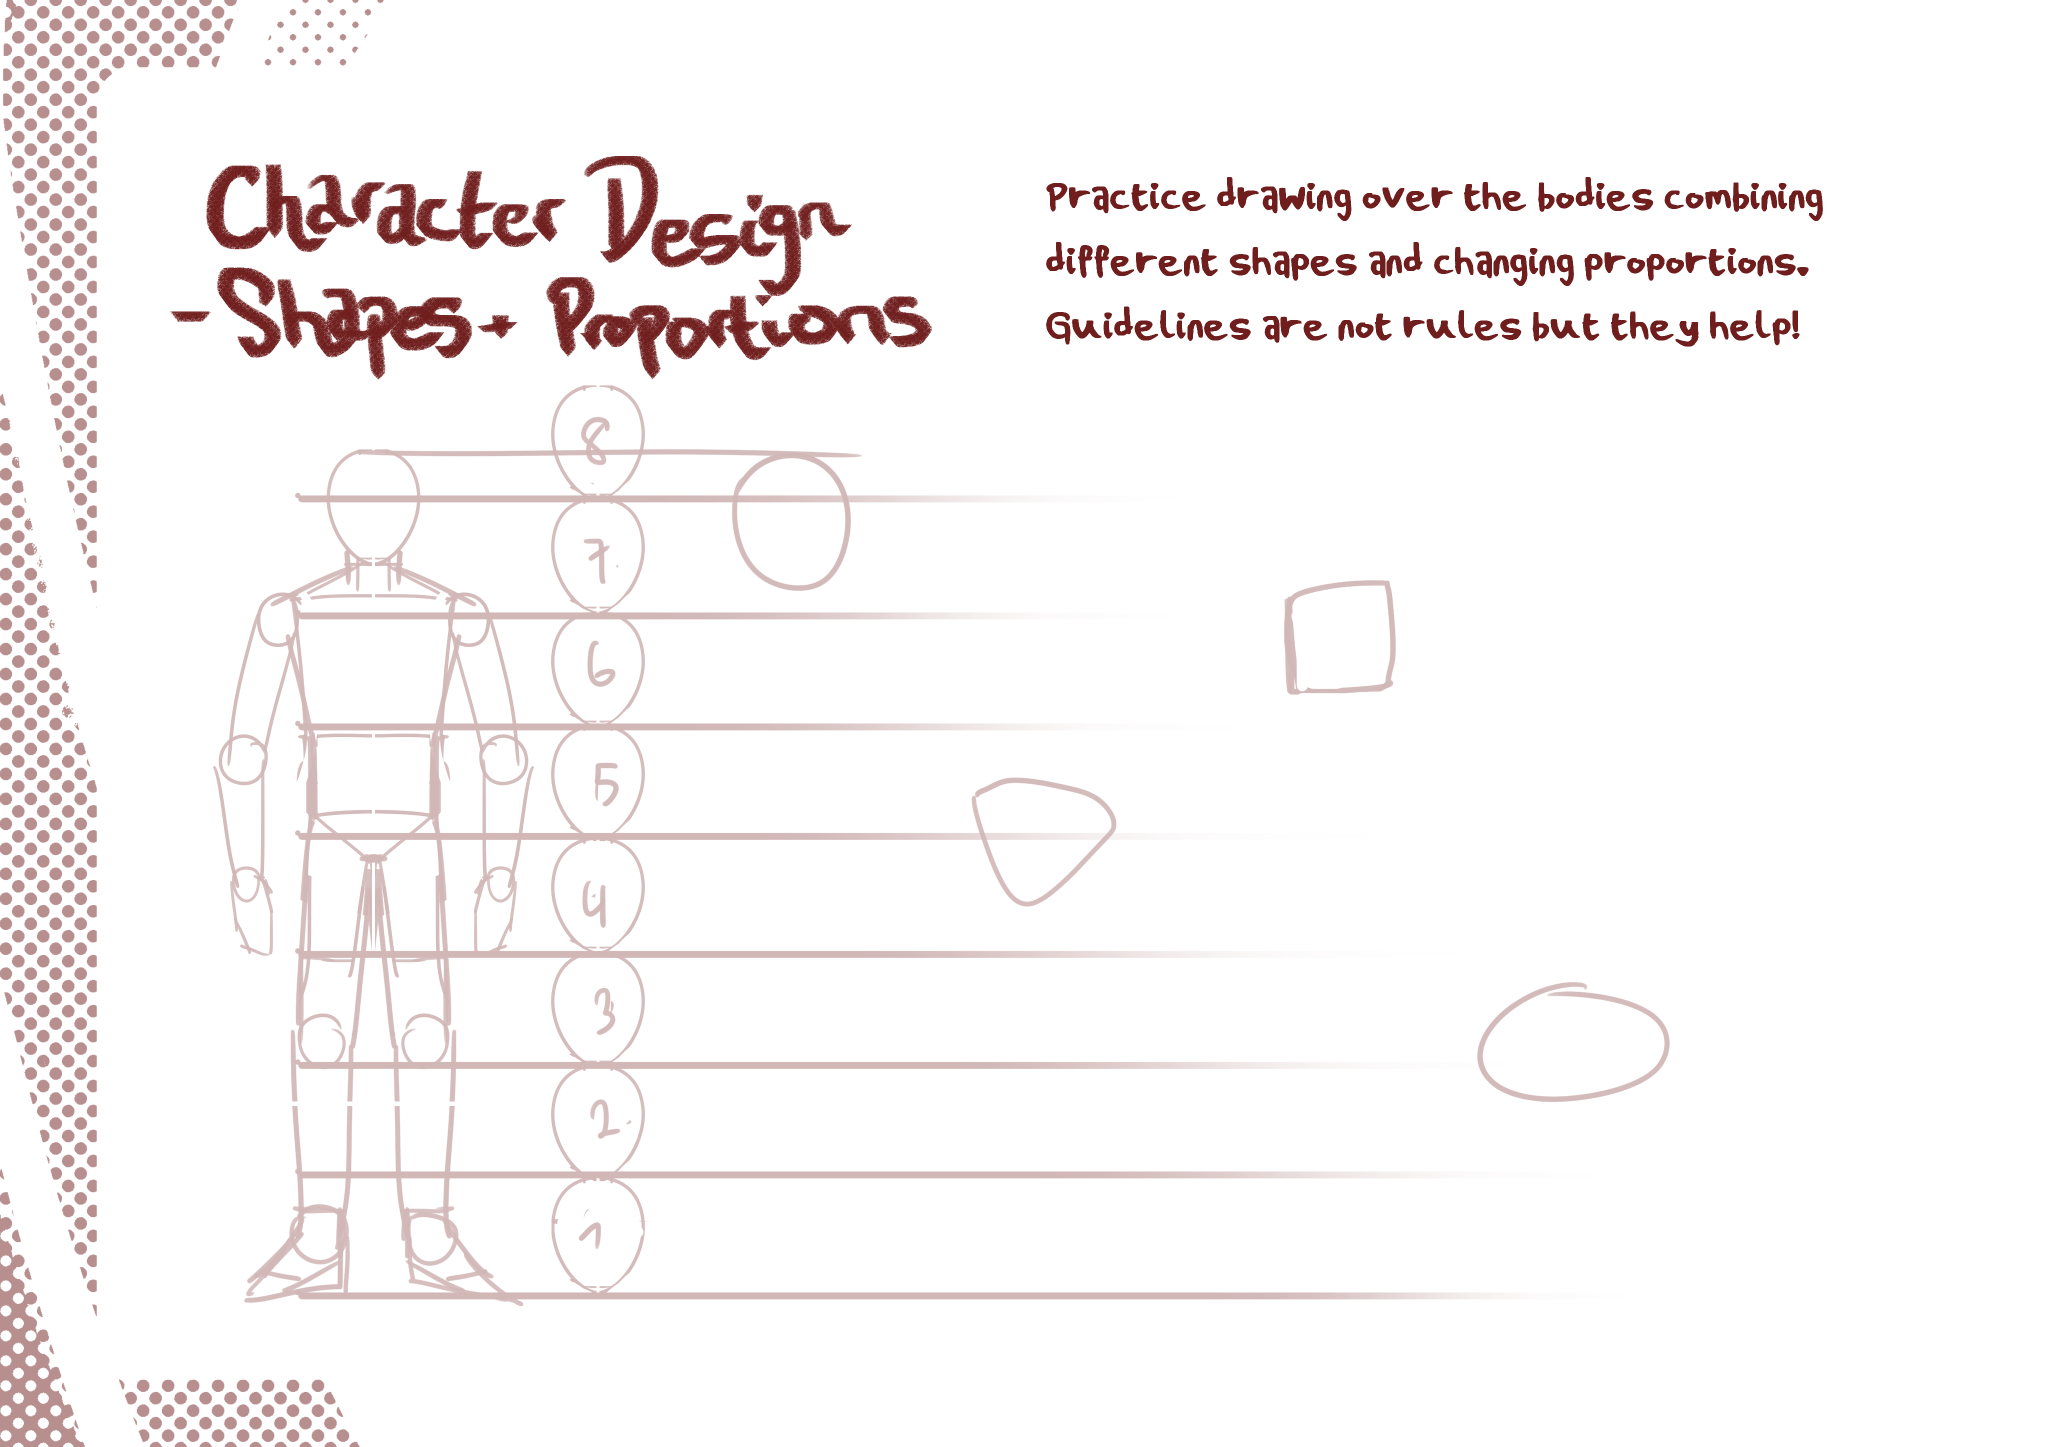 Character Design
- Shapes + Proportions
Practice drawing over the bodies combining
different shapes and changing proportions.
Guidelines are not rules but they help!
8
7
6
5
4
3
2
1